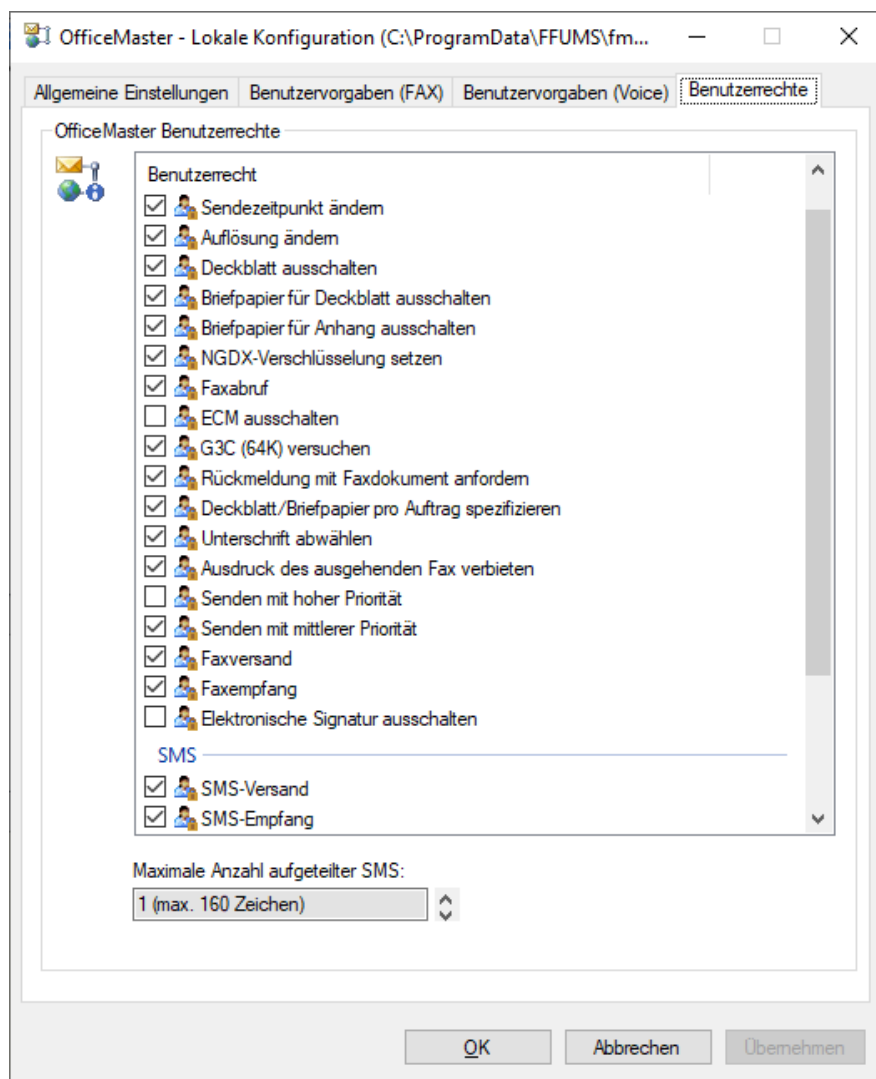 OfficeMaster - Lokale Konfiguration (C:\ProgramData\FFUMS\fm...
Allgemeine Einstellungen Benutzervorgaben (FAX) Benutzervorgaben (Voice) Benutzerrechte
OfficeMaster Benutzerrechte
Benutzerrecht
Sendezeitpunkt ändern
Auflösung ändern
Deckblatt ausschalten
Briefpapier für Deckblatt ausschalten
Briefpapier für Anhang ausschalten
NGDX-Verschlüsselung setzen
Faxabruf
ECM ausschalten
G3C (64K) versuchen
Rückmeldung mit Faxdokument anfordern
Deckblatt/Briefpapier pro Auftrag spezifizieren
Unterschrift abwählen
Ausdruck des ausgehenden Fax verbieten
Senden mit hoher Priorität
Senden mit mittlerer Priorität
Faxversand
Faxempfang
Elektronische Signatur ausschalten
SMS
SMS-Versand
SMS-Empfang
Maximale Anzahl aufgeteilter SMS:
1 (max. 160 Zeichen)
OK Abbrechen Übernehmen